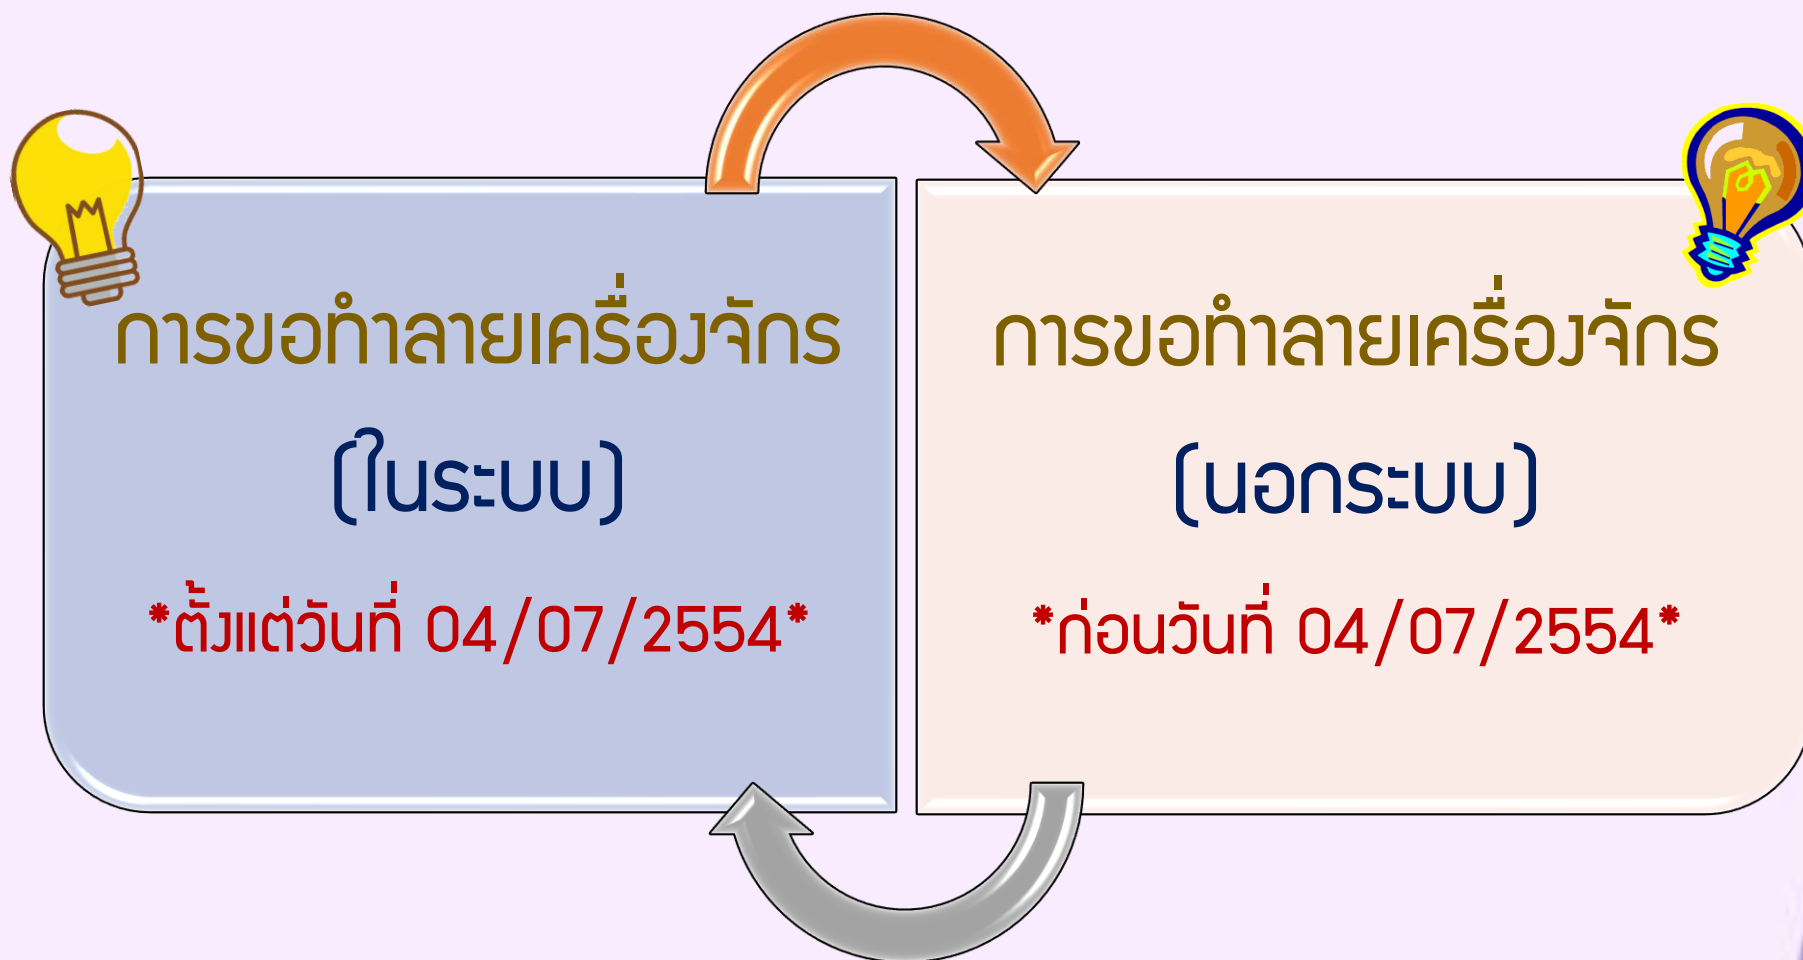 การขอทำลายเครื่องจักร
(ในระบบ)
*ตั้งแต่วันที่ 04/07/2554*
การขอทำลายเครื่องจักร
(นอกระบบ)
*ก่อนวันที่ 04/07/2554*